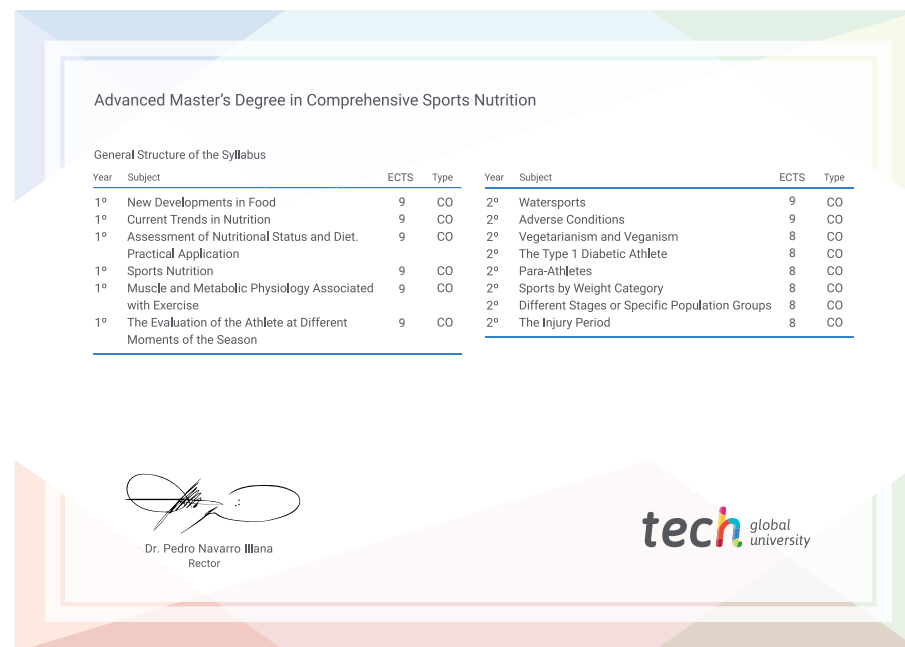 Advanced Master's Degree in Comprehensive Sports Nutrition
General Structure of the Syllabus
Year Subject ECTS Type
1º New Developments in Food 9 CO
1º Current Trends in Nutrition 9 CO
1º Assessment of Nutritional Status and Diet. 9 CO
Practical Application
1º Sports Nutrition 9 CO
1º Muscle and Metabolic Physiology Associated 9 CO
with Exercise
1º The Evaluation of the Athlete at Different 9 CO
Moments of the Season
Year Subject ECTS Type
2º Watersports 9 CO
2º Adverse Conditions 9 CO
2º Vegetarianism and Veganism 8 CO
2º The Type 1 Diabetic Athlete 8 CO
2º Para-Athletes 8 CO
2º Sports by Weight Category 8 CO
2º Different Stages or Specific Population Groups 8 CO
2º The Injury Period 8 CO
Dr. Pedro Navarro Illana
Rector
tech global
university